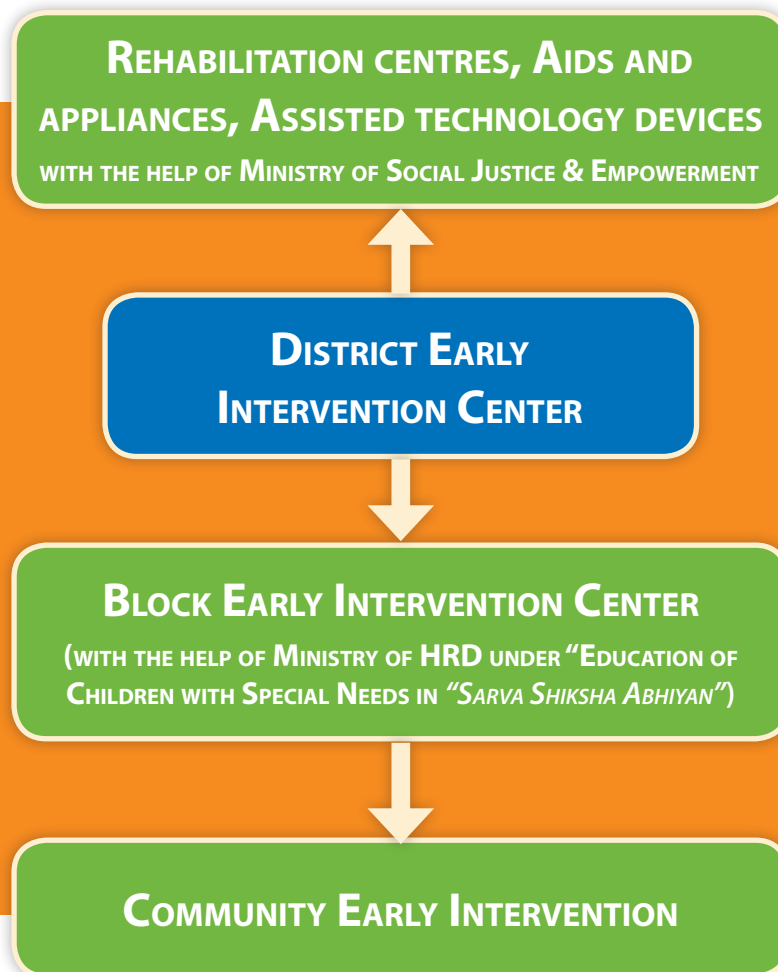 REHABILITATION CENTRES, AIDS AND
APPLIANCES, ASSISTED TECHNOLOGY DEVICES
WITH THE HELP OF MINISTRY OF SOCIAL JUSTICE & EMPOWERMENT
DISTRICT EARLY
INTERVENTION CENTER
BLOCK EARLY INTERVENTION CENTER
(WITH THE HELP OF MINISTRY OF HRD UNDER “EDUCATION OF
CHILDREN WITH SPECIAL NEEDS IN “SARVA SHIKSHA ABHIYAN”)
COMMUNITY EARLY INTERVENTION